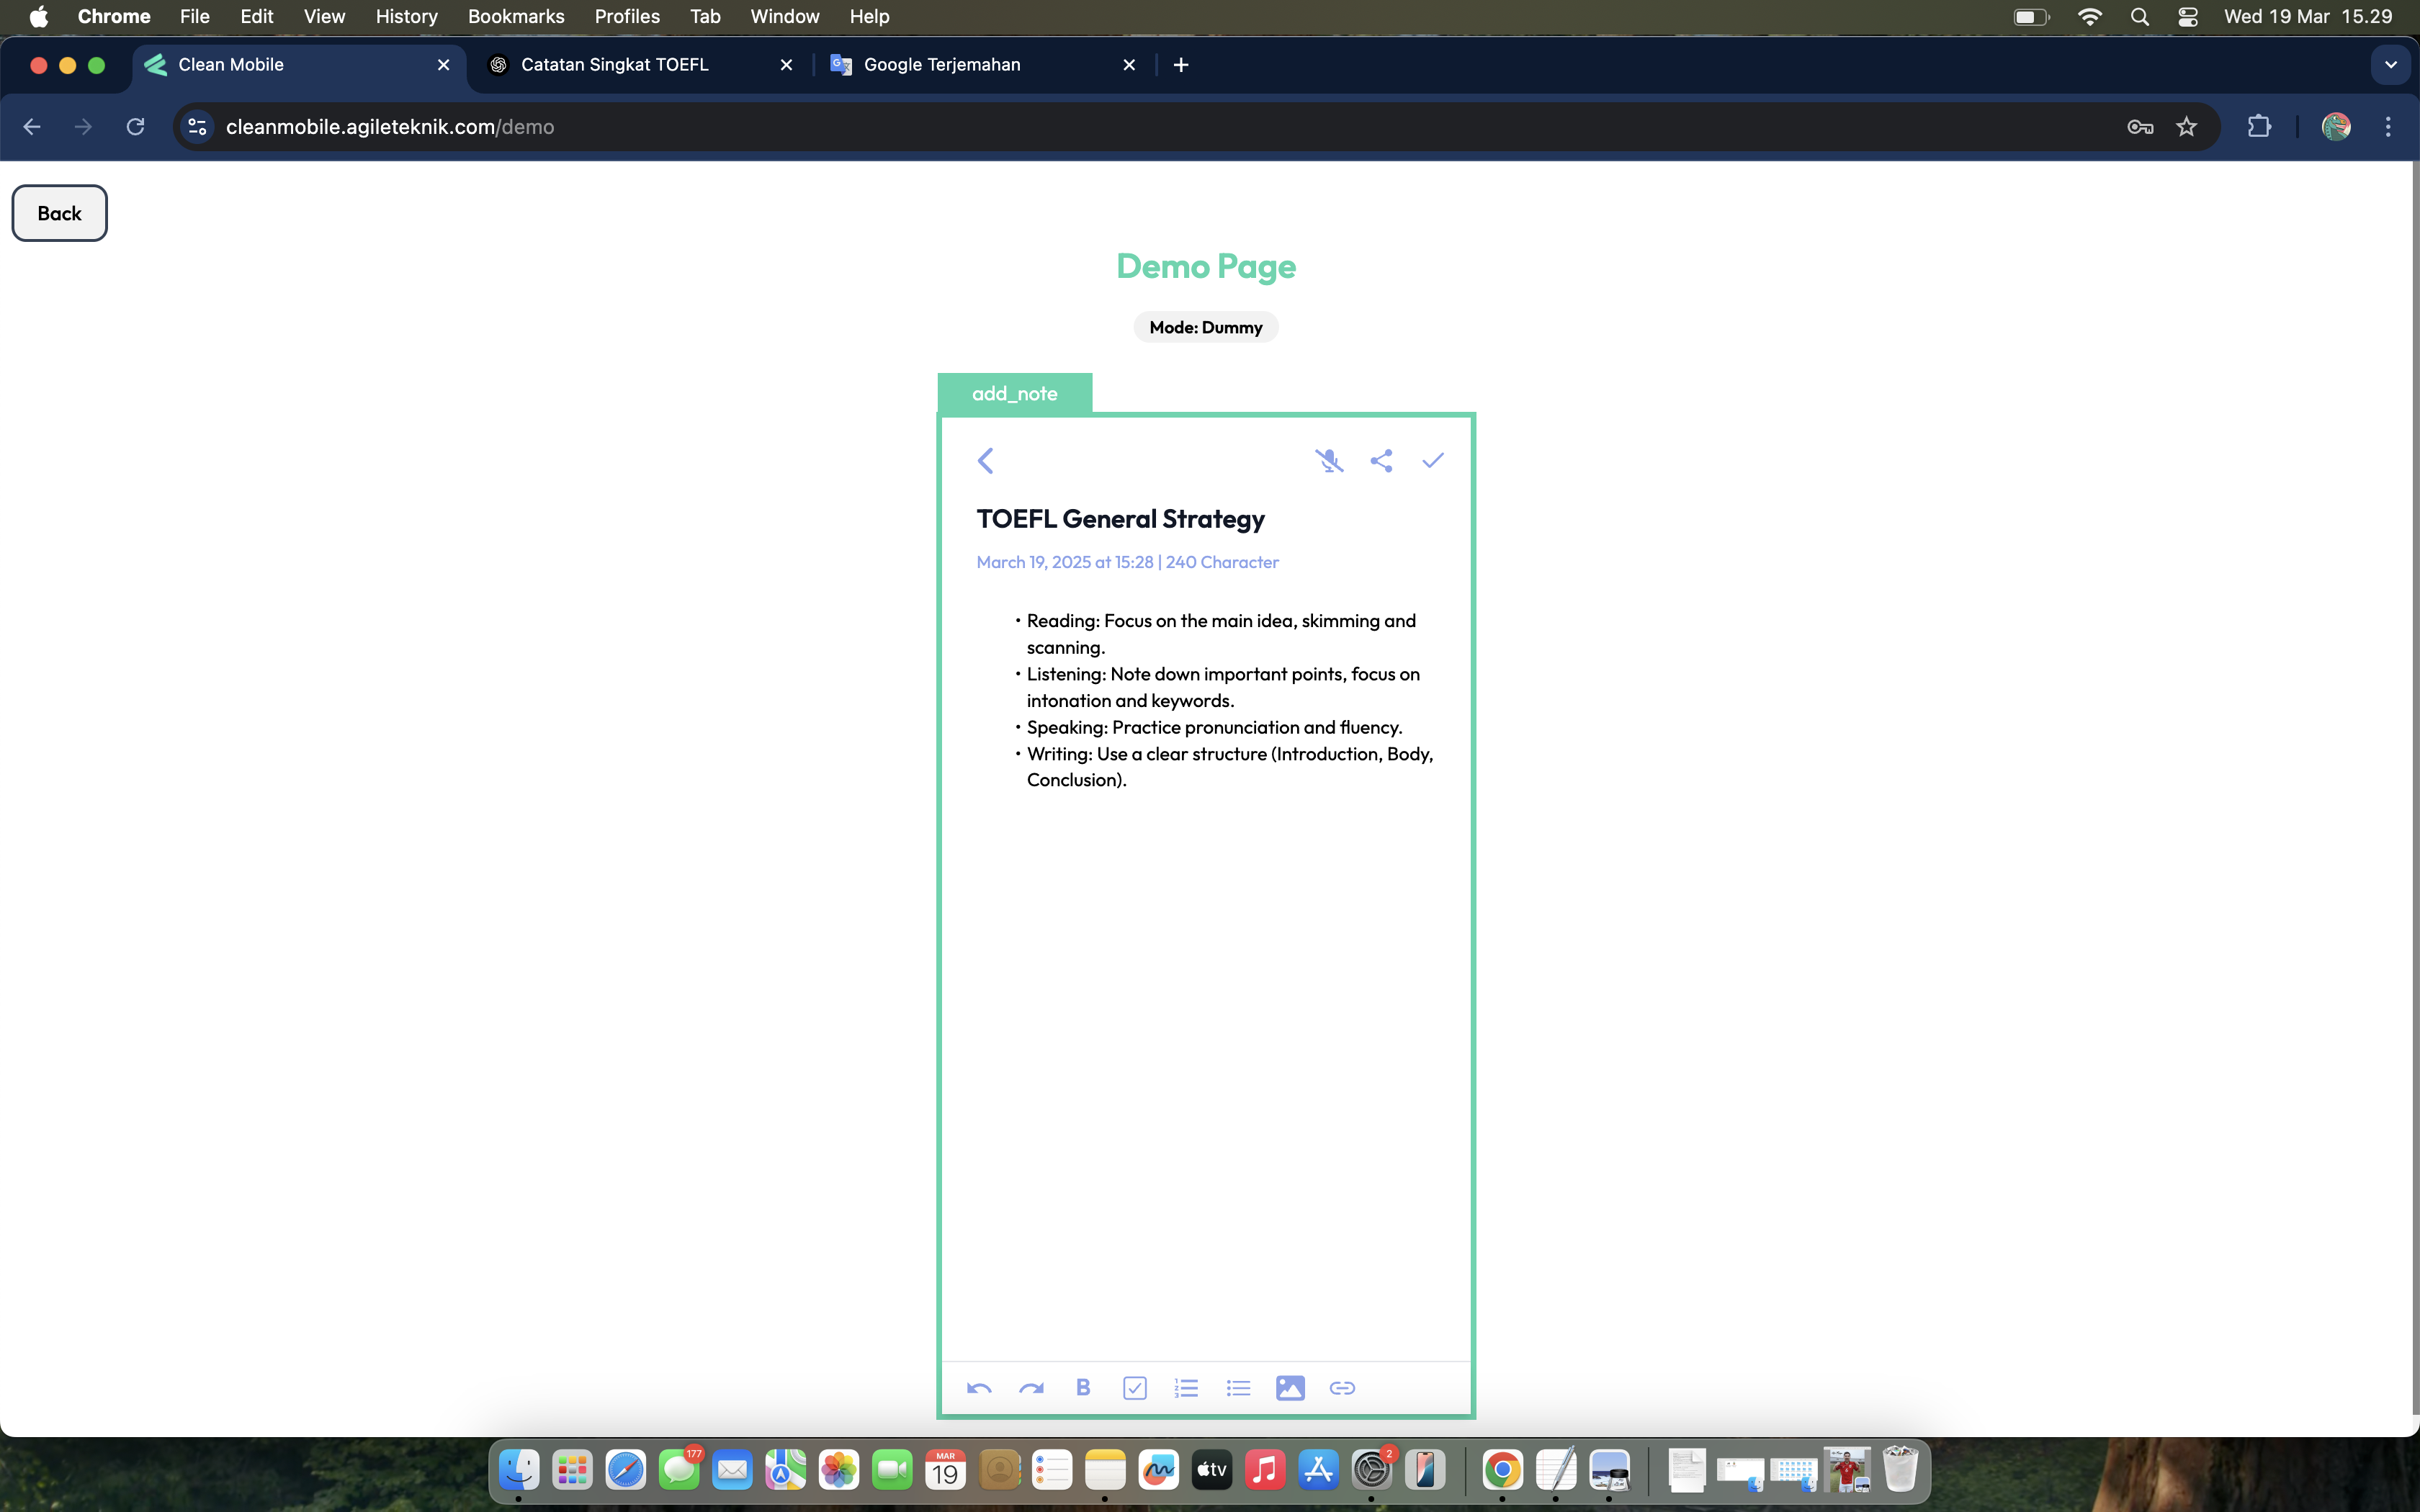 Chrome File Edit View History Bookmarks Profiles Tab Window Help Wed 19 Mar 15.29
Clean Mobile Catatan Singkat TOEFL Google Terjemahan
cleanmobile.agileteknik.com/demo
Back
Demo Page
Mode: Dummy
add_note
TOEFL General Strategy
March 19, 2025 at 15:28 | 240 Character
• Reading: Focus on the main idea, skimming and
scanning.
• Listening: Note down important points, focus on
intonation and keywords.
• Speaking: Practice pronunciation and fluency.
• Writing: Use a clear structure (Introduction, Body,
Conclusion).
B
177 MAR 19 tv 2